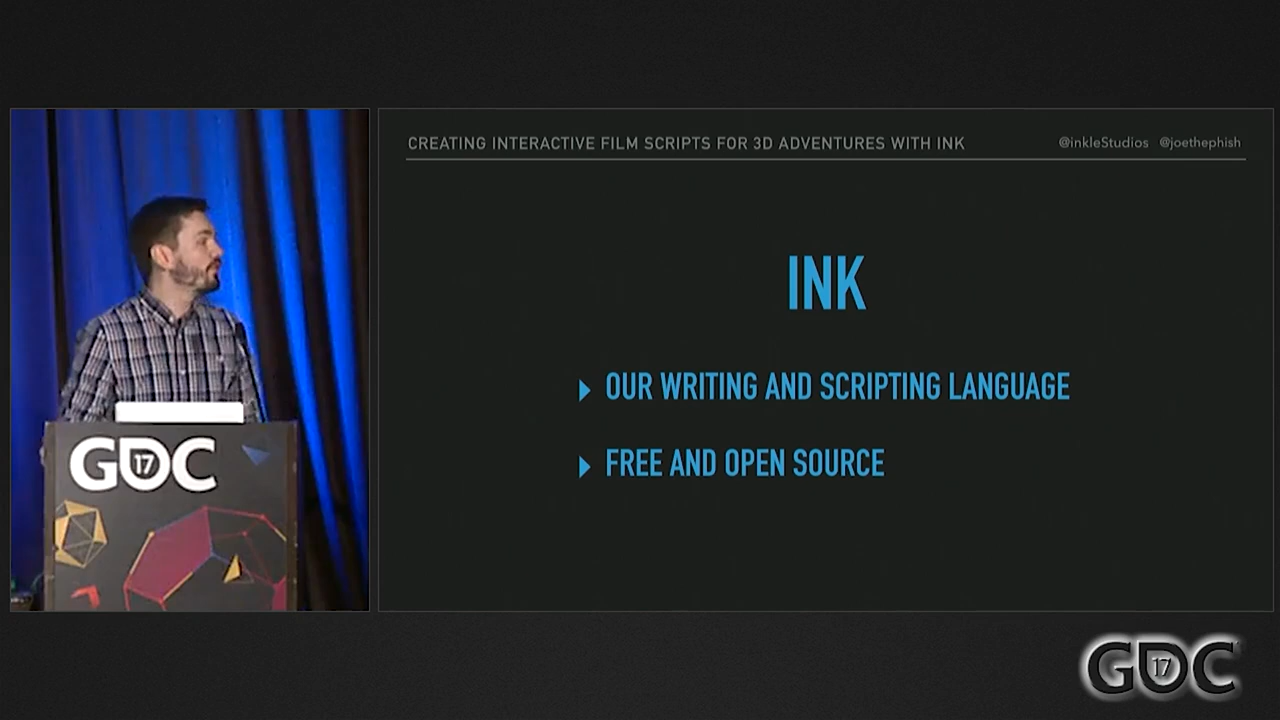 CREATING INTERACTIVE FILM SCRIPTS FOR 3D ADVENTURES WITH INK
@inkleStudios @joethephish
INK
OUR WRITING AND SCRIPTING LANGUAGE
FREE AND OPEN SOURCE
GDC 17
GDC 17